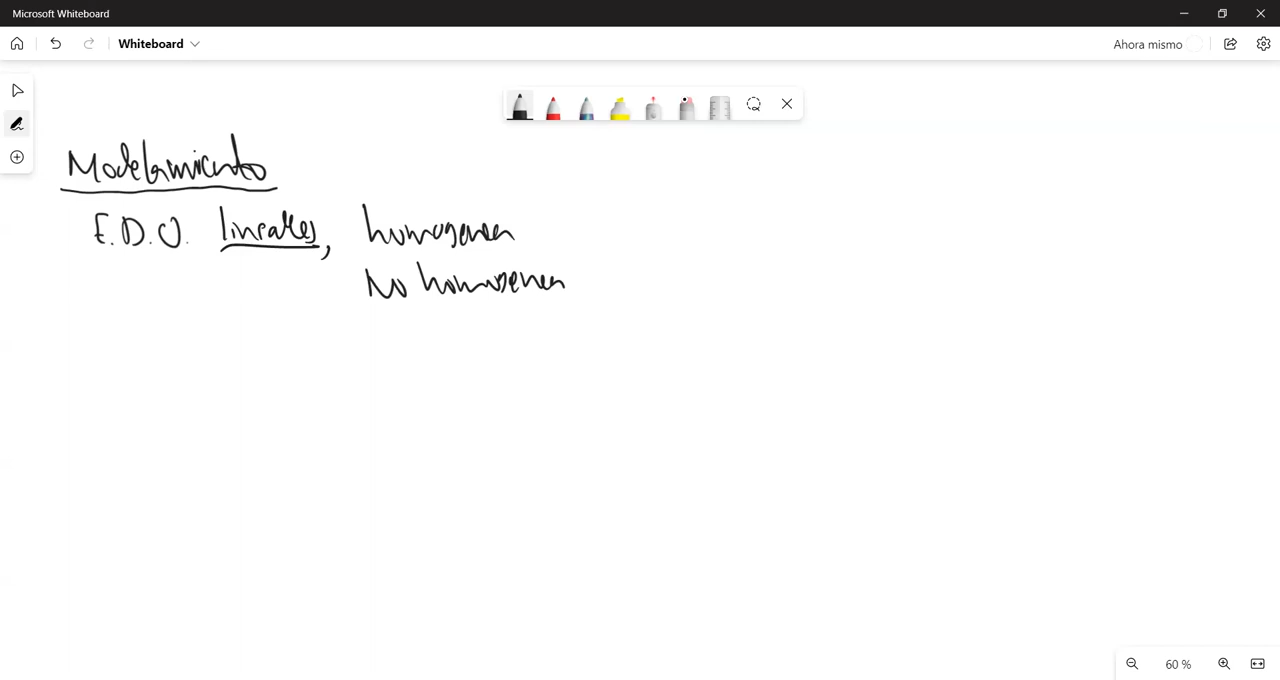 Microsoft Whiteboard
Whiteboard
Ahora mismo
Modelamiento
E.D.O. lineales, homogenea
No homogenea
60 %